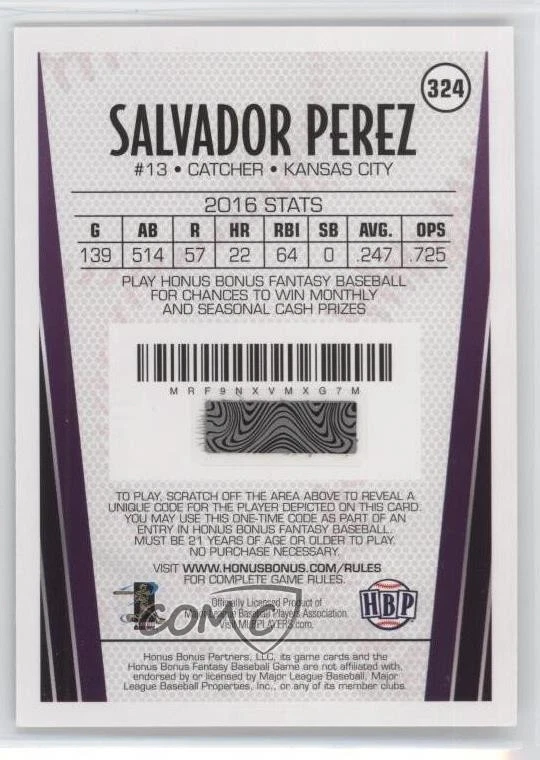 324
SALVADOR PEREZ
#13 • CATCHER • KANSAS CITY
2016 STATS
G AB R HR RBI SB AVG. OPS
139 514 57 22 64 0 .247 .725
PLAY HONUS BONUS FANTASY BASEBALL
FOR CHANCES TO WIN MONTHLY
AND SEASONAL CASH PRIZES
MRF9NXVMXG7M
TO PLAY, SCRATCH OFF THE AREA ABOVE TO REVEAL A
UNIQUE CODE FOR THE PLAYER DEPICTED ON THIS CARD.
YOU MAY USE THIS ONE-TIME CODE AS PART OF AN
ENTRY IN HONUS BONUS FANTASY BASEBALL.
MUST BE 21 YEARS OF AGE OR OLDER TO PLAY.
NO PURCHASE NECESSARY.
VISIT WWW.HONUSBONUS.COM/RULES
FOR COMPLETE GAME RULES.
Officially Licensed Product of
Major League Baseball Players Association.
Visit MLBPLAYERS.com.
HBP
COMC
Honus Bonus Partners, LLC, its game cards and the
Honus Bonus Fantasy Baseball Game are not affiliated with,
endorsed by or licensed by Major League Baseball, Major
League Baseball Properties, Inc., or any of its member clubs.